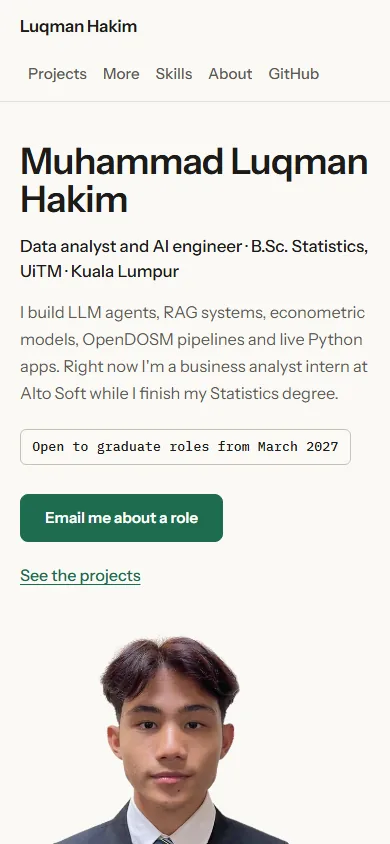 Luqman Hakim
Projects More Skills About GitHub
Muhammad Luqman
Hakim
Data analyst and AI engineer · B.Sc. Statistics,
UiTM · Kuala Lumpur
I build LLM agents, RAG systems, econometric
models, OpenDOSM pipelines and live Python
apps. Right now I'm a business analyst intern at
Alto Soft while I finish my Statistics degree.
Open to graduate roles from March 2027
Email me about a role
See the projects